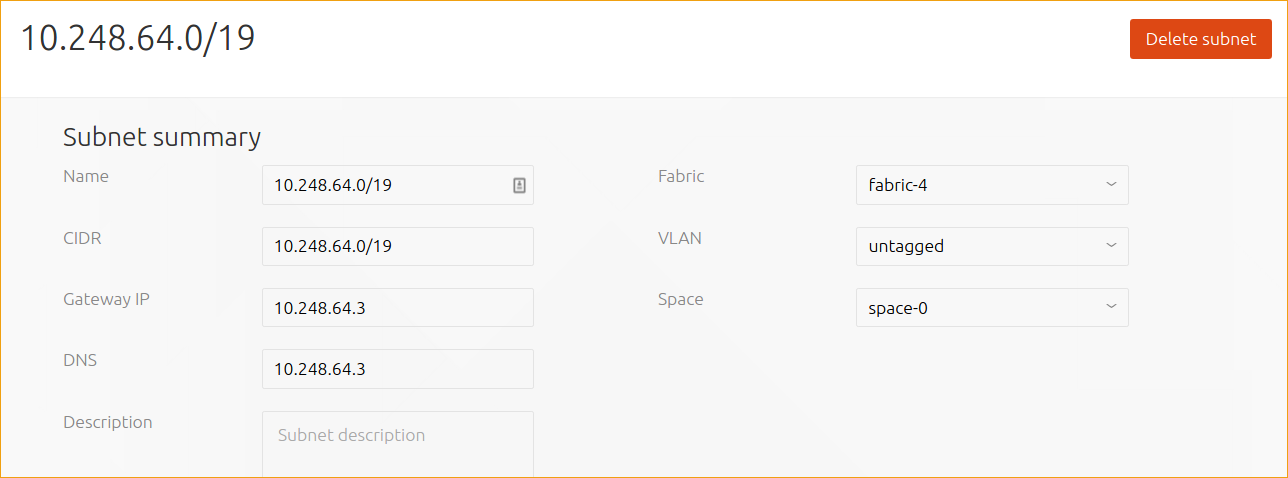 10.248.64.0/19
Delete subnet
Subnet summary
Name
10.248.64.0/19
Fabric
fabric-4
CIDR
10.248.64.0/19
VLAN
untagged
Gateway IP
10.248.64.3
Space
space-0
DNS
10.248.64.3
Description
Subnet description